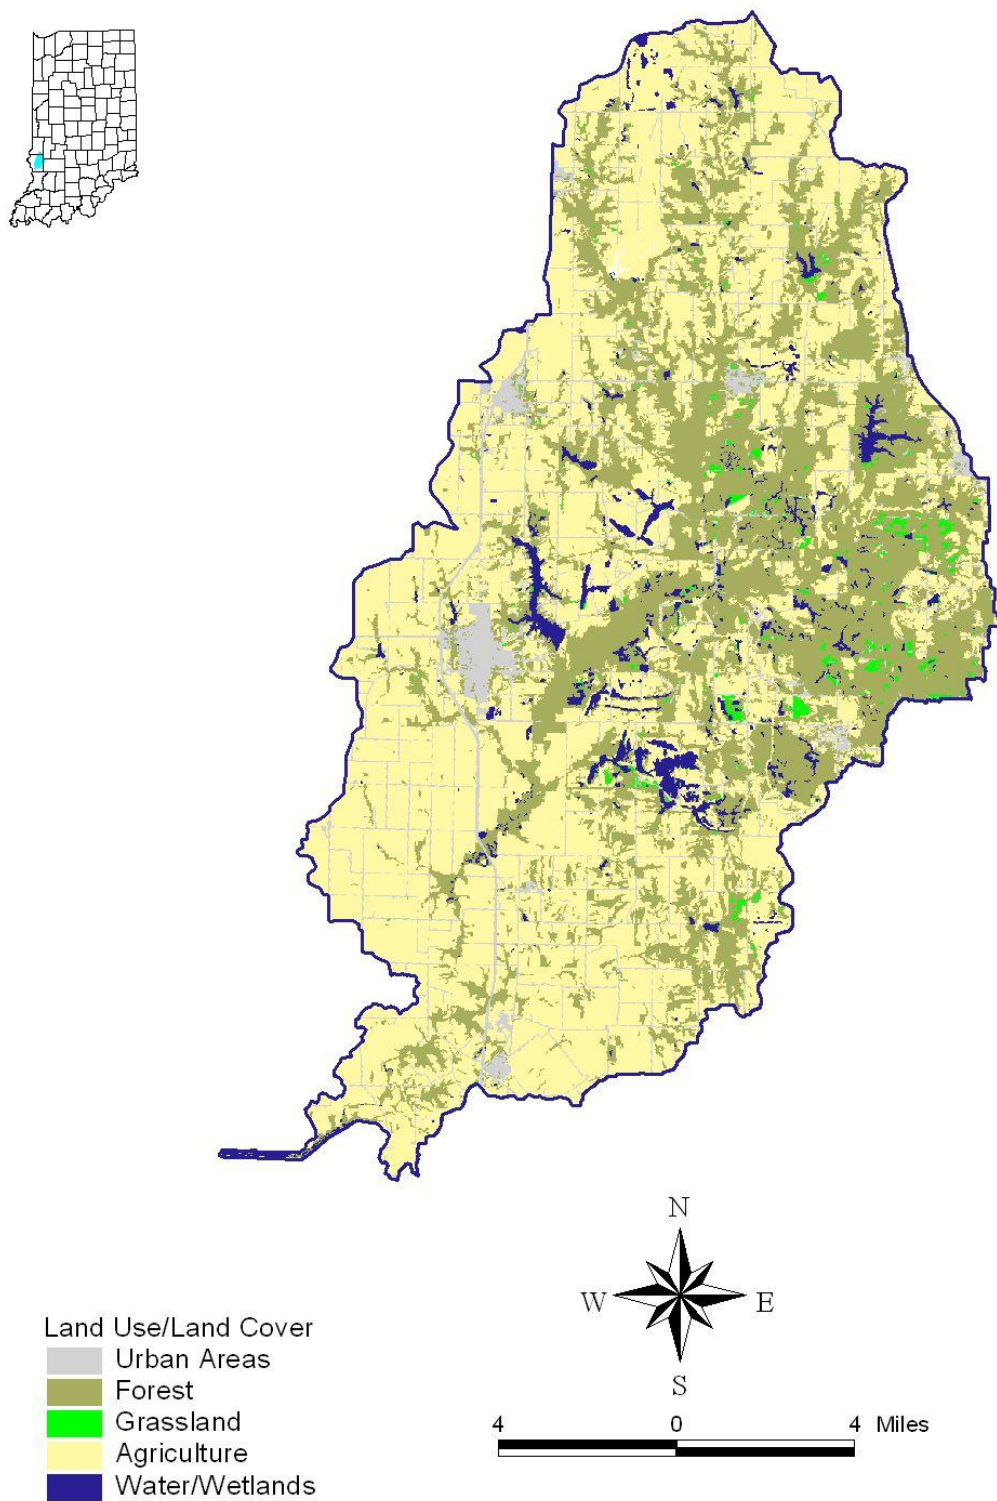 N
W E
S
Land Use/Land Cover
Urban Areas
Forest
Grassland
Agriculture
Water/Wetlands
4 0 4 Miles